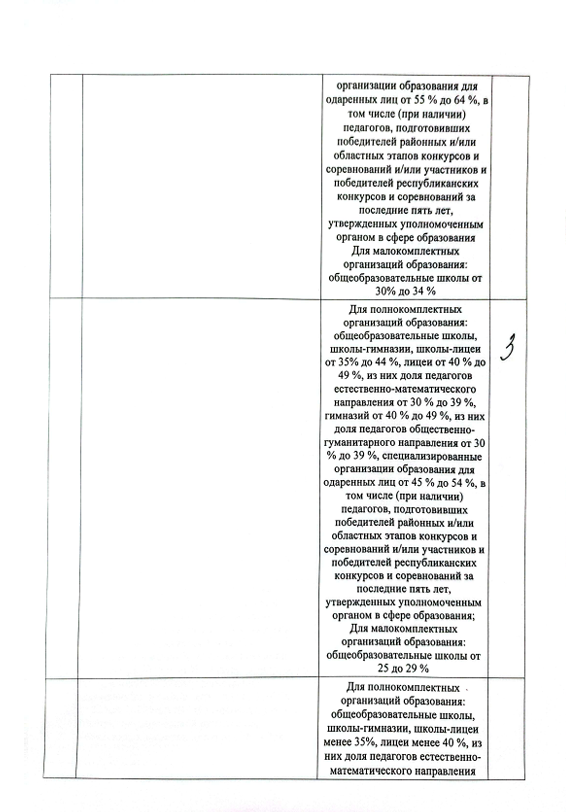 организации образования для
одаренных лиц от 55 % до 64 %, в
том числе (при наличии)
педагогов, подготовивших
победителей районных и/или
областных этапов конкурсов и
соревнований и/или участников и
победителей республиканских
конкурсов и соревнований за
последние пять лет,
утвержденных уполномоченным
органом в сфере образования
Для малокомплектных
организаций образования:
общеобразовательные школы от
30% до 34 %
Для полнокомплектных
организаций образования:
общеобразовательные школы,
школы-гимназии, школы-лицеи
от 35% до 44 %, лицеи от 40 % до
49 %, из них доля педагогов
естественно-математического
направления от 30 % до 39 %,
гимназий от 40 % до 49 %, из них
доля педагогов общественно-
гуманитарного направления от 30
% до 39 %, специализированные
организации образования для
одаренных лиц от 45 % до 54 %, в
том числе (при наличии)
педагогов, подготовивших
победителей районных и/или
областных этапов конкурсов и
соревнований и/или участников и
победителей республиканских
конкурсов и соревнований за
последние пять лет,
утвержденных уполномоченным
органом в сфере образования;
Для малокомплектных
организаций образования:
общеобразовательные школы от
25 до 29 %
3
Для полнокомплектных
организаций образования:
общеобразовательные школы,
школы-гимназии, школы-лицеи
менее 35%, лицеи менее 40 %, из
них доля педагогов естественно-
математического направления